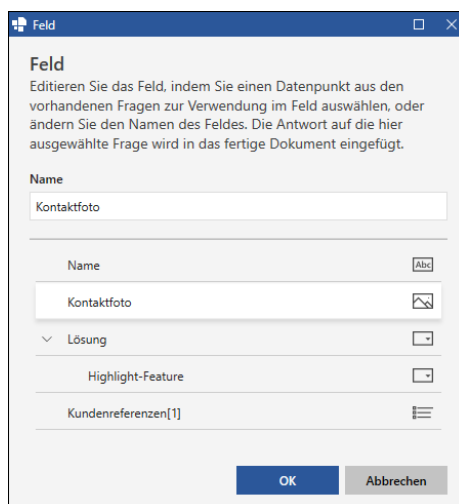 Feld
Feld
Editieren Sie das Feld, indem Sie einen Datenpunkt aus den
vorhandenen Fragen zur Verwendung im Feld auswählen, oder
ändern Sie den Namen des Feldes. Die Antwort auf die hier
ausgewählte Frage wird in das fertige Dokument eingefügt.
Name
Kontaktfoto
Name Abc
Kontaktfoto
Lösung
Highlight-Feature
Kundenreferenzen[1]
OK Abbrechen